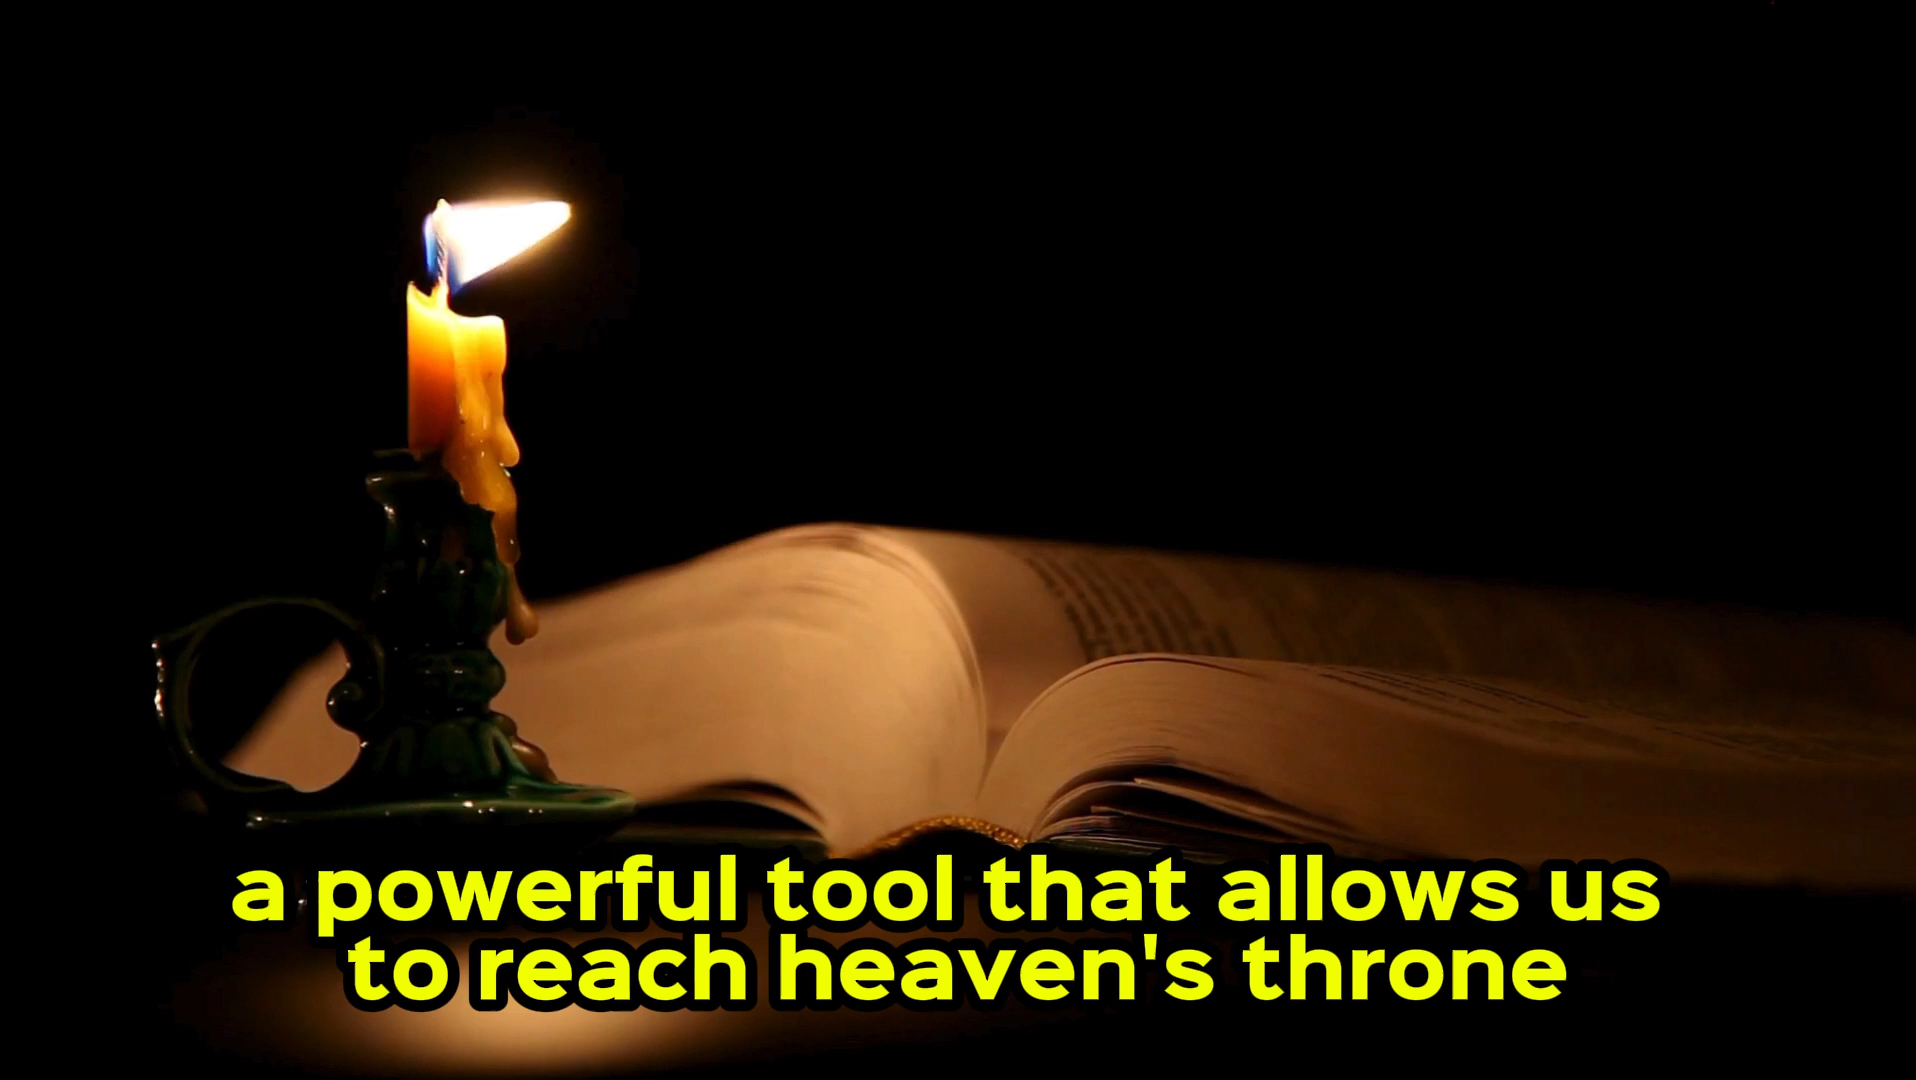 a powerful tool that allows us
to reach heaven's throne